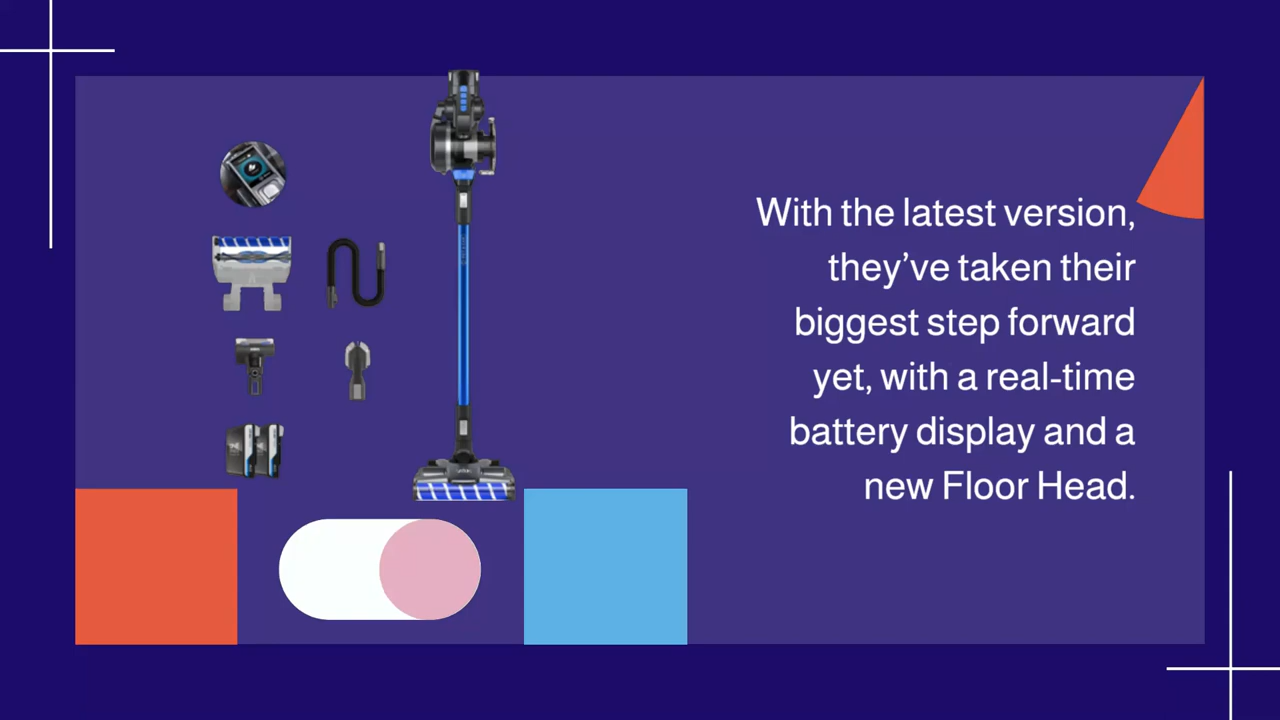 With the latest version,
they’ve taken their
biggest step forward
yet, with a real-time
battery display and a
new Floor Head.